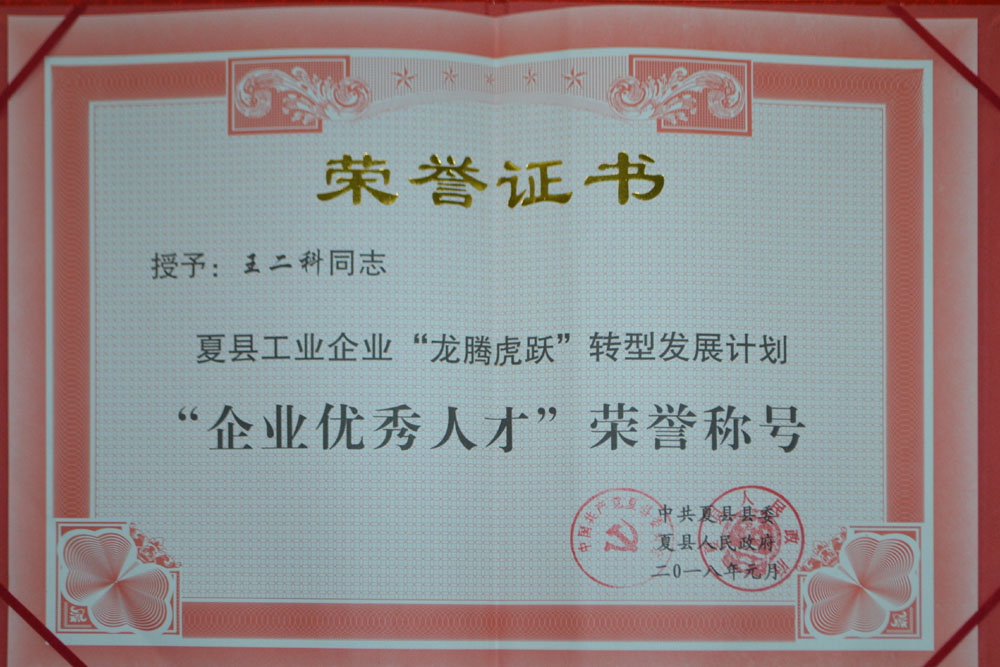 荣誉证书
授予：王二科同志
夏县工业企业“龙腾虎跃”转型发展计划
“企业优秀人才”荣誉称号
中共夏县县委
夏县人民政府
二〇一八年元月